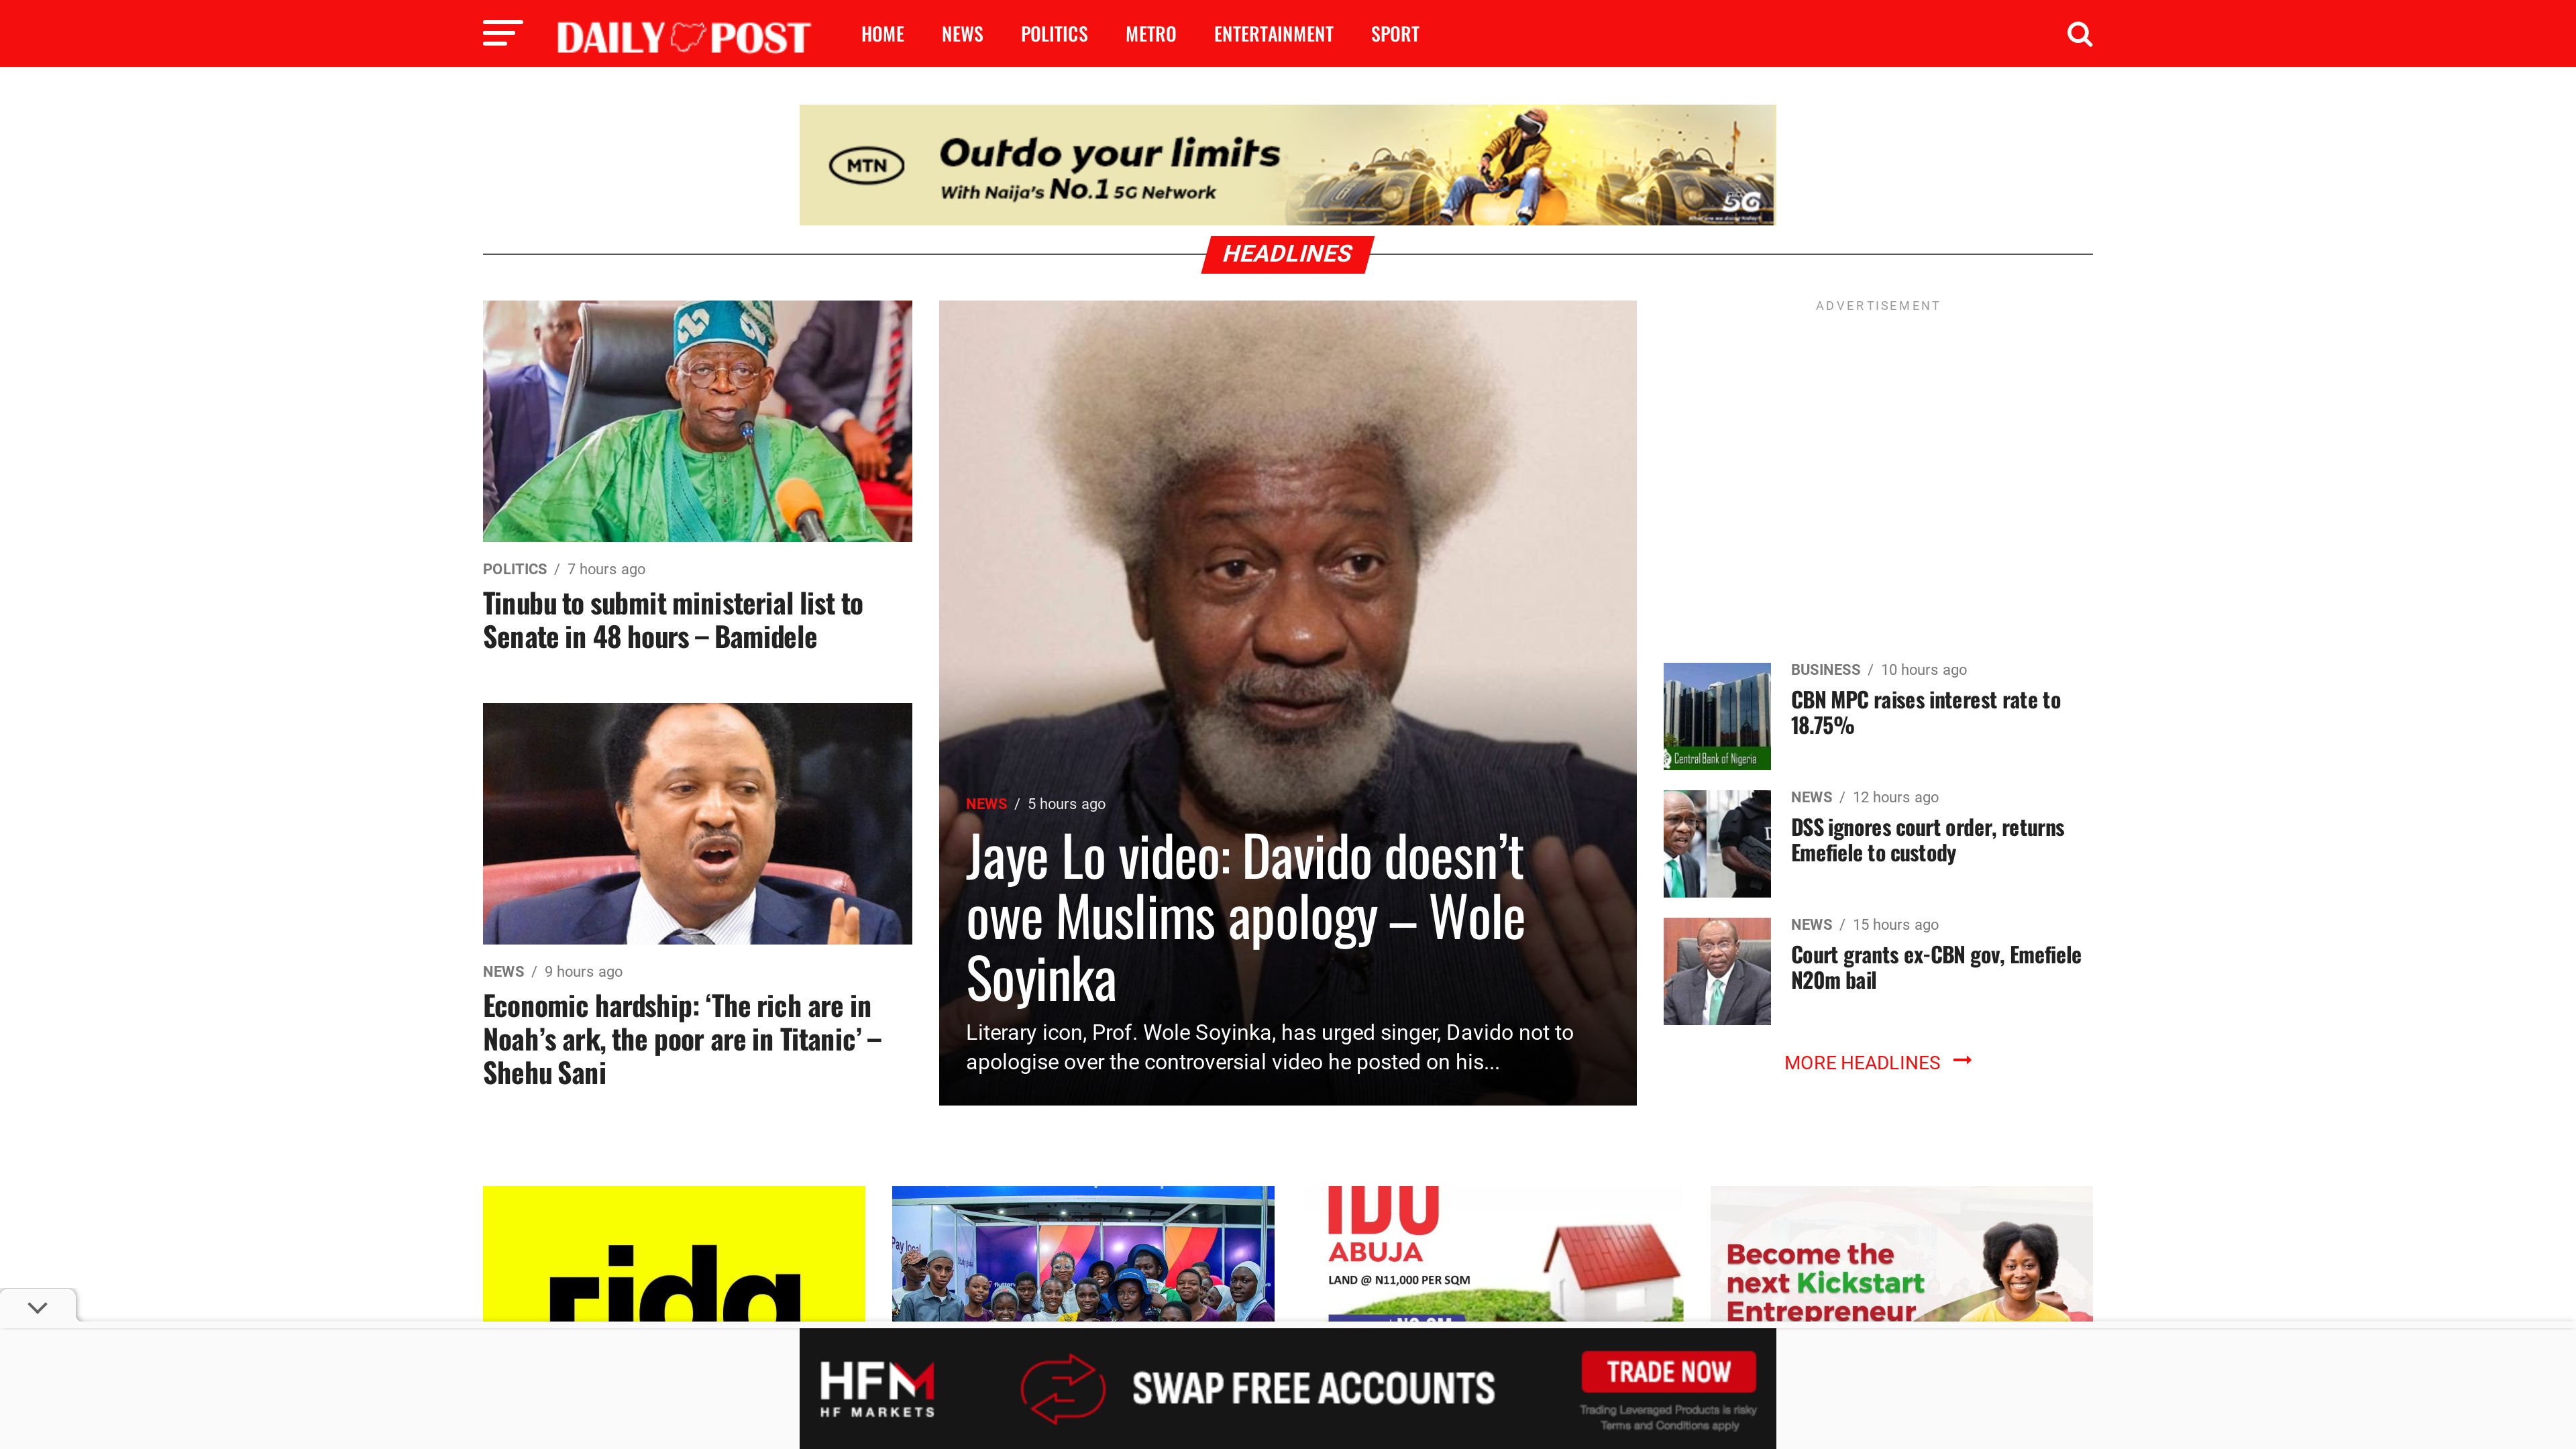 DAILY POST
HOME
NEWS
POLITICS
METRO
ENTERTAINMENT
SPORT
MTN
Outdo your limits
With Naija's No.1 5G Network
5G
HEADLINES
POLITICS / 7 hours ago
Tinubu to submit ministerial list to
Senate in 48 hours – Bamidele
NEWS / 9 hours ago
Economic hardship: ‘The rich are in
Noah’s ark, the poor are in Titanic’ –
Shehu Sani
NEWS / 5 hours ago
Jaye Lo video: Davido doesn’t
owe Muslims apology – Wole
Soyinka
Literary icon, Prof. Wole Soyinka, has urged singer, Davido not to
apologise over the controversial video he posted on his...
ADVERTISEMENT
Central Bank of Nigeria
BUSINESS / 10 hours ago
CBN MPC raises interest rate to
18.75%
NEWS / 12 hours ago
DSS ignores court order, returns
Emefiele to custody
NEWS / 15 hours ago
Court grants ex-CBN gov, Emefiele
N20m bail
MORE HEADLINES
rida
Pay local
IDU
ABUJA
LAND @ N11,000 PER SQM
Become the
next Kickstart
Entrepreneur
HFM
HF MARKETS
SWAP FREE ACCOUNTS
TRADE NOW
Trading Leveraged Products is risky
Terms and Conditions apply